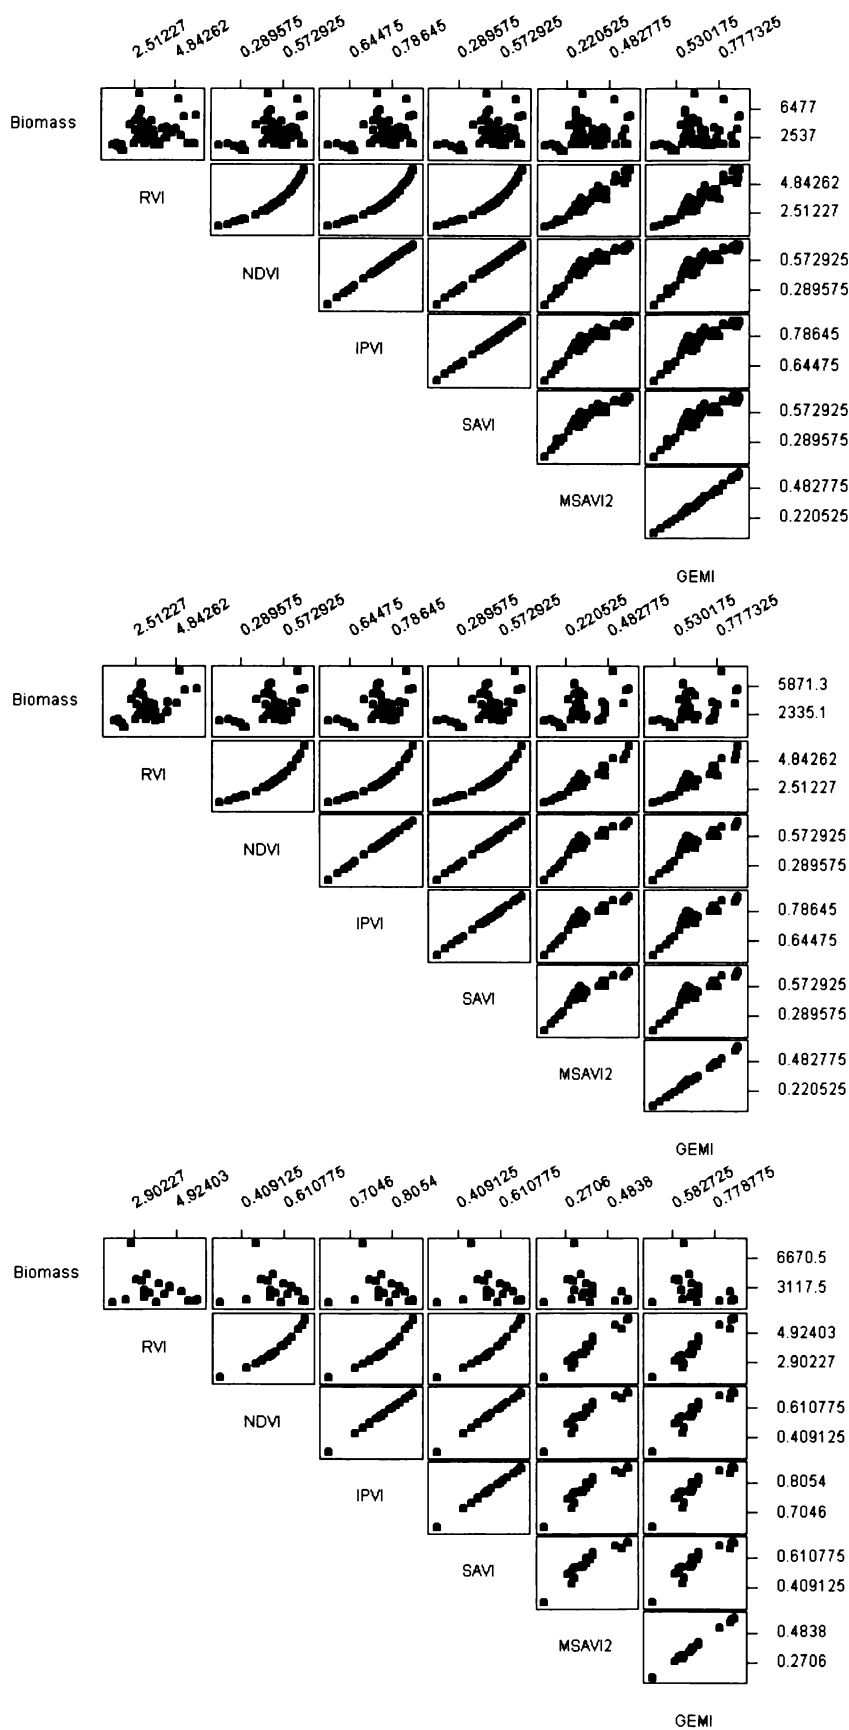 2.51227 4.84262 0.289575 0.572925 0.64475 0.78645 0.289575 0.572925 0.220525 0.482775 0.530175 0.777325
Biomass 6477
2537
RVI 4.84262
2.51227
NDVI 0.572925
0.289575
IPVI 0.78645
0.64475
SAVI 0.572925
0.289575
MSAVI2 0.482775
0.220525
GEMI
2.51227 4.84262 0.289575 0.572925 0.64475 0.78645 0.289575 0.572925 0.220525 0.482775 0.530175 0.777325
Biomass 5871.3
2335.1
RVI 4.84262
2.51227
NDVI 0.572925
0.289575
IPVI 0.78645
0.64475
SAVI 0.572925
0.289575
MSAVI2 0.482775
0.220525
GEMI
2.90227 4.92403 0.409125 0.610775 0.7046 0.8054 0.409125 0.610775 0.2706 0.4838 0.582725 0.778775
Biomass 6670.5
3117.5
RVI 4.92403
2.90227
NDVI 0.610775
0.409125
IPVI 0.8054
0.7046
SAVI 0.610775
0.409125
MSAVI2 0.4838
0.2706
GEMI